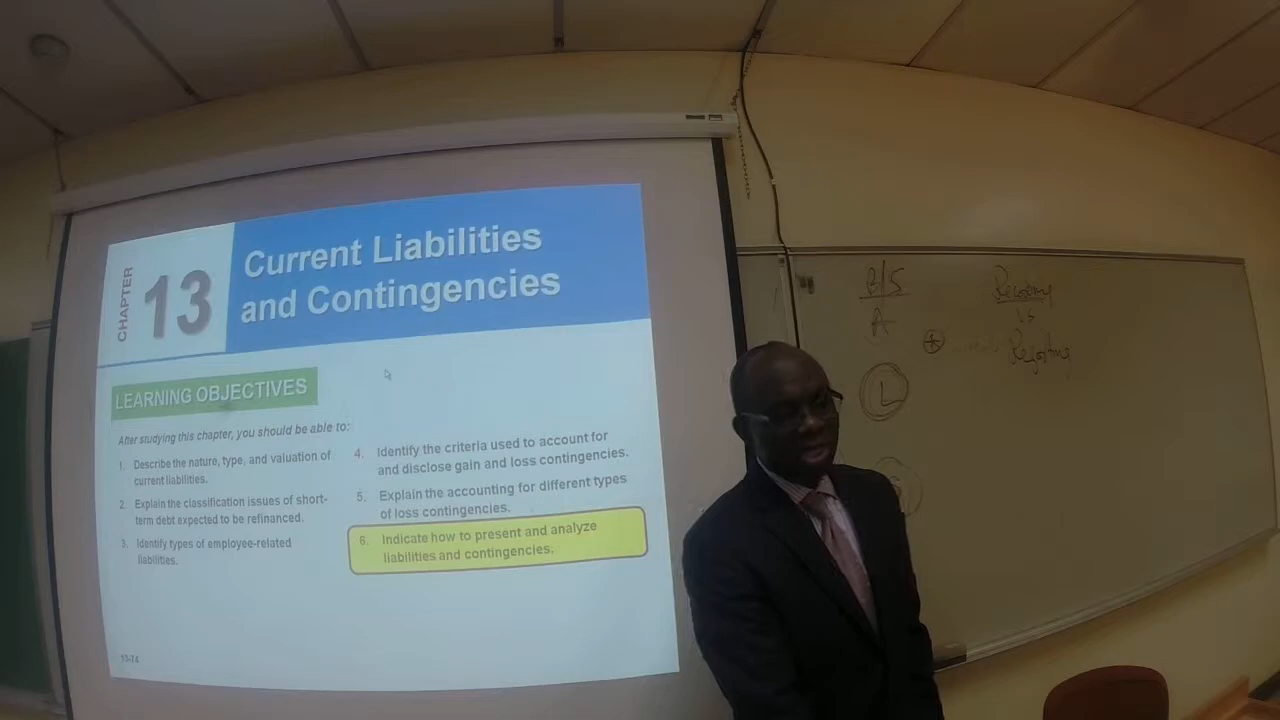 CHAPTER
13
Current Liabilities
and Contingencies
LEARNING OBJECTIVES
After studying this chapter, you should be able to:
1. Describe the nature, type, and valuation of
current liabilities.
2. Explain the classification issues of short-
term debt expected to be refinanced.
3. Identify types of employee-related
liabilities.
4. Identify the criteria used to account for
and disclose gain and loss contingencies.
5. Explain the accounting for different types
of loss contingencies.
6. Indicate how to present and analyze
liabilities and contingencies.
13-74
B/S
A
L
Reporting